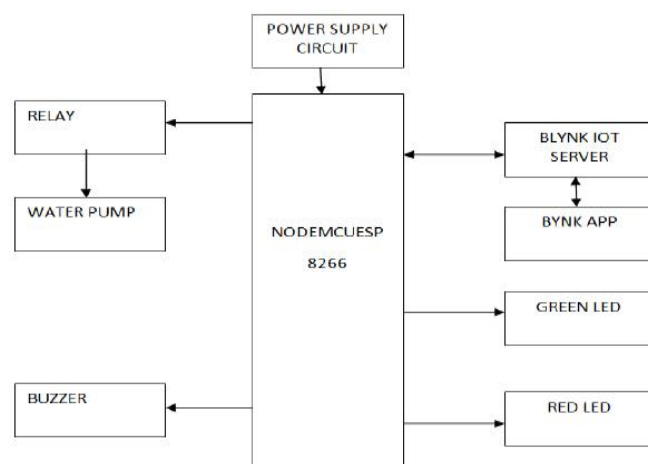 POWER SUPPLY
CIRCUIT
RELAY
WATER PUMP
BUZZER
NODEMCUESP
8266
BLYNK IOT
SERVER
BYNK APP
GREEN LED
RED LED